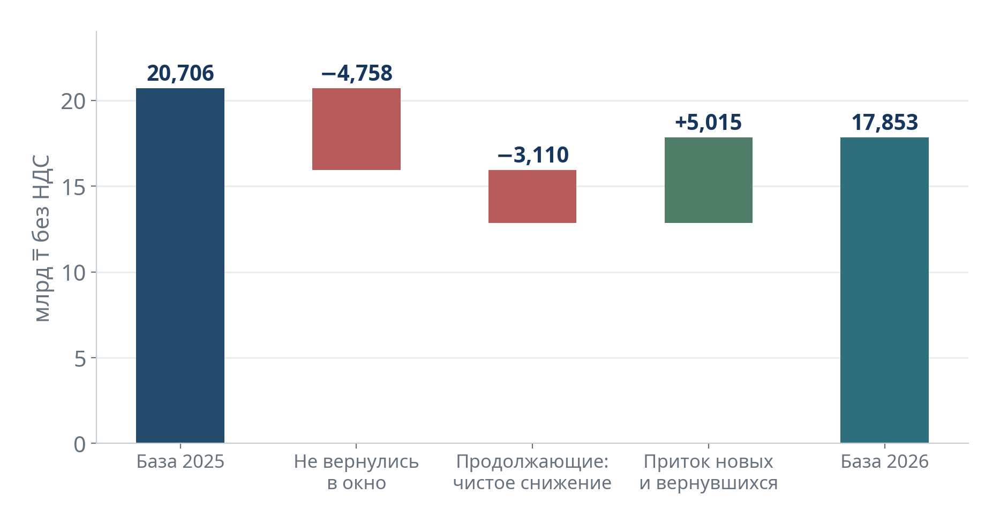 млрд ₸ без НДС
20
15
10
5
0
20,706
−4,758
−3,110
+5,015
17,853
База 2025
Не вернулись
в окно
Продолжающие:
чистое снижение
Приток новых
и вернувшихся
База 2026